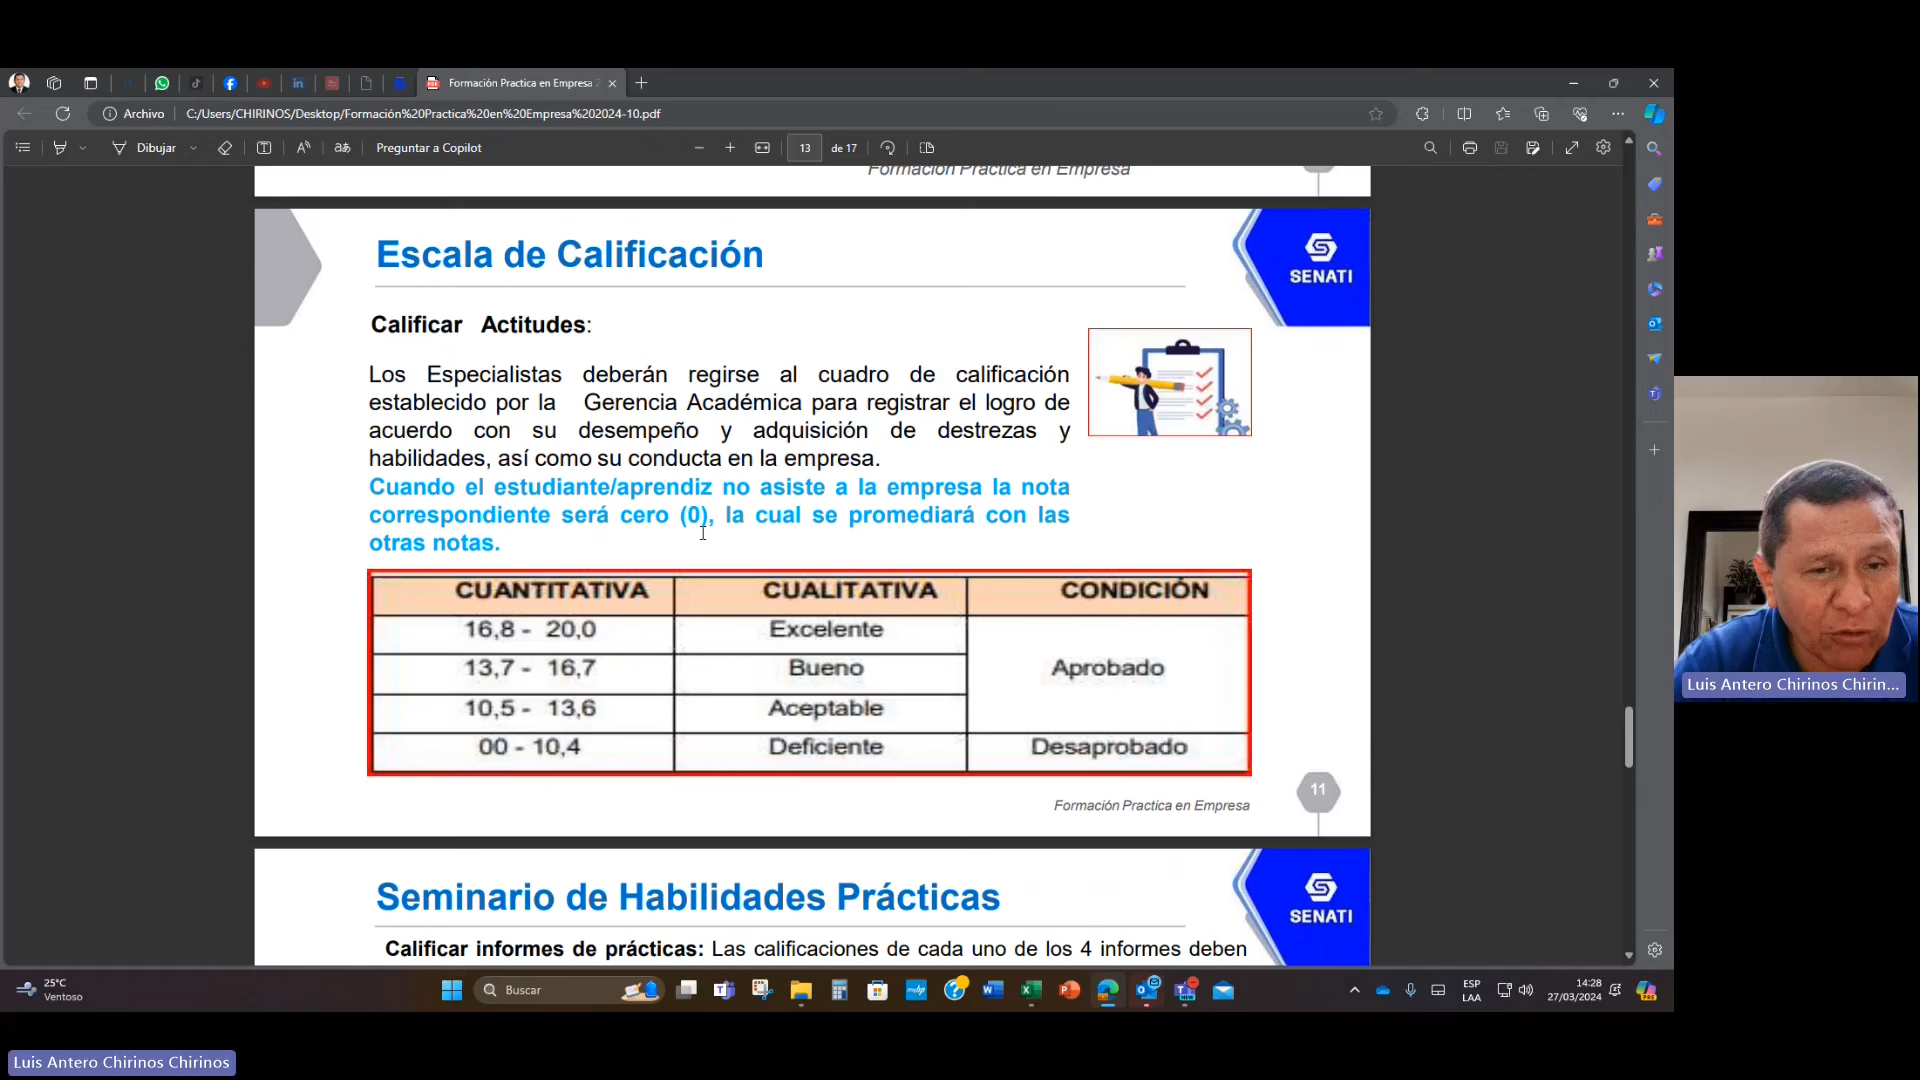 Formación Practica en Empresa 2
Archivo
C:/Users/CHIRINOS/Desktop/Formación%20Practica%20en%20Empresa%202024-10.pdf
Dibujar
Preguntar a Copilot
13
de 17
Formación Practica en Empresa
Escala de Calificación
SENATI
Calificar Actitudes:
Los Especialistas deberán regirse al cuadro de calificación
establecido por la Gerencia Académica para registrar el logro de
acuerdo con su desempeño y adquisición de destrezas y
habilidades, así como su conducta en la empresa.
Cuando el estudiante/aprendiz no asiste a la empresa la nota
correspondiente será cero (0), la cual se promediará con las
otras notas.
CUANTITATIVA CUALITATIVA CONDICIÓN
16,8 - 20,0 Excelente
13,7 - 16,7 Bueno Aprobado
10,5 - 13,6 Aceptable
00 - 10,4 Deficiente Desaprobado
Formación Practica en Empresa
11
Seminario de Habilidades Prácticas
SENATI
Calificar informes de prácticas: Las calificaciones de cada uno de los 4 informes deben
Luis Antero Chirinos Chirin...
25°C
Ventoso
Buscar
ESP
LAA
14:28
27/03/2024
Luis Antero Chirinos Chirinos